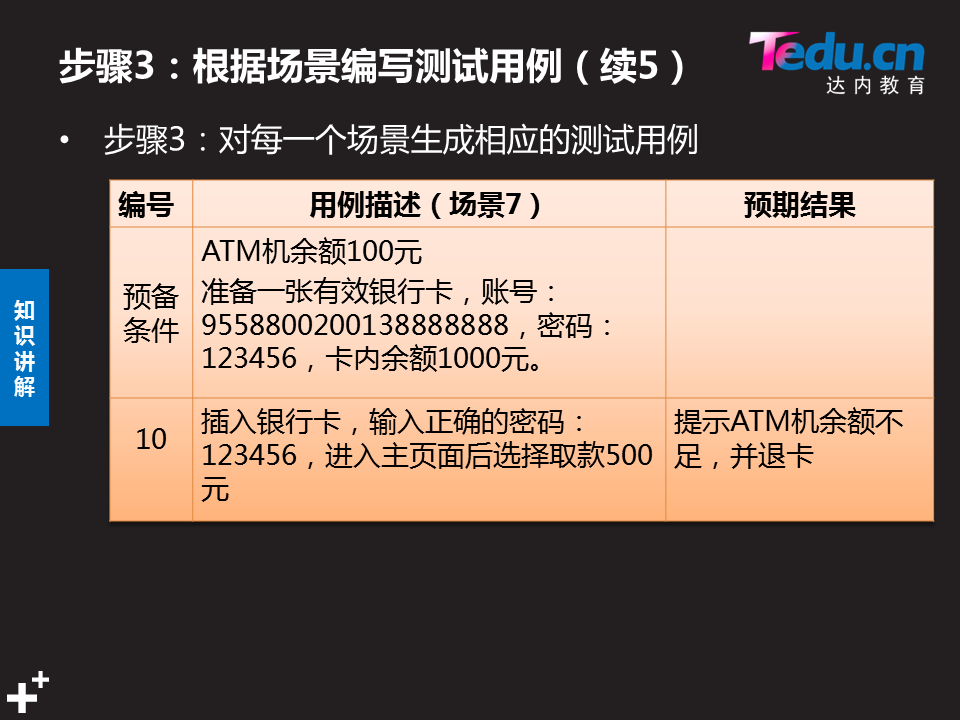 步骤3：根据场景编写测试用例（续5）
Tedu.cn
达内教育
• 步骤3：对每一个场景生成相应的测试用例
编号 用例描述（场景7） 预期结果
预备
条件
ATM机余额100元
准备一张有效银行卡，账号：
9558800200138888888，密码：
123456，卡内余额1000元。
10
插入银行卡，输入正确的密码：
123456，进入主页面后选择取款500
元
提示ATM机余额不
足，并退卡
知
识
讲
解